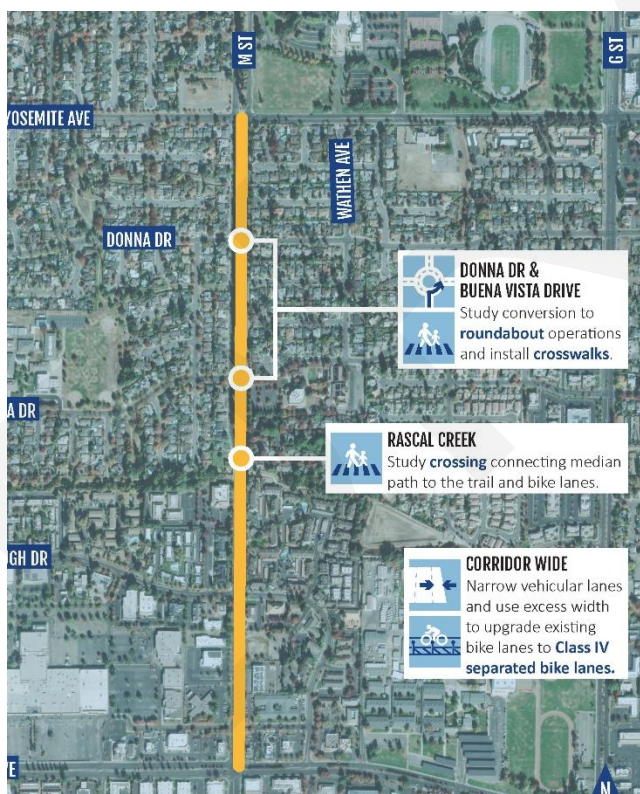 M ST
G ST
YOSEMITE AVE
WATHEN AVE
DONNA DR
DONNA DR &
BUENA VISTA DRIVE
Study conversion to
roundabout operations
and install crosswalks.
A DR
RASCAL CREEK
Study crossing connecting median
path to the trail and bike lanes.
GH DR
CORRIDOR WIDE
Narrow vehicular lanes
and use excess width
to upgrade existing
bike lanes to Class IV
separated bike lanes.
E
N